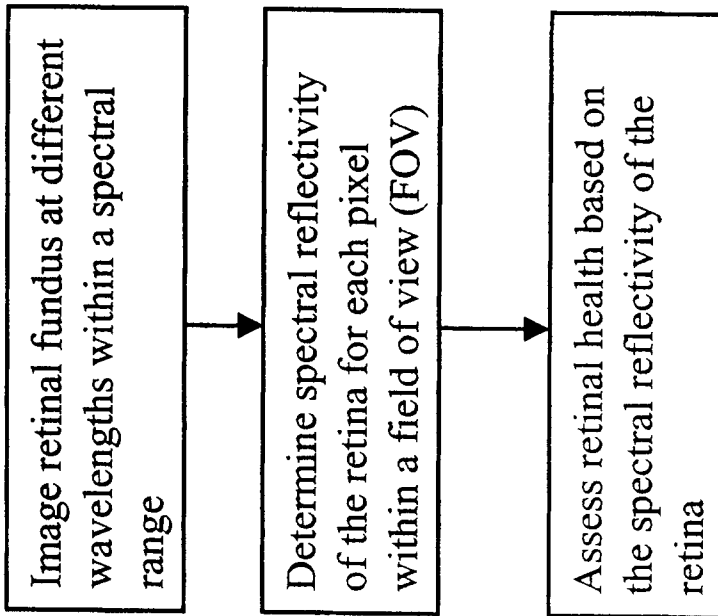 Image retinal fundus at different
wavelengths within a spectral
range
Determine spectral reflectivity
of the retina for each pixel
within a field of view (FOV)
Assess retinal health based on
the spectral reflectivity of the
retina